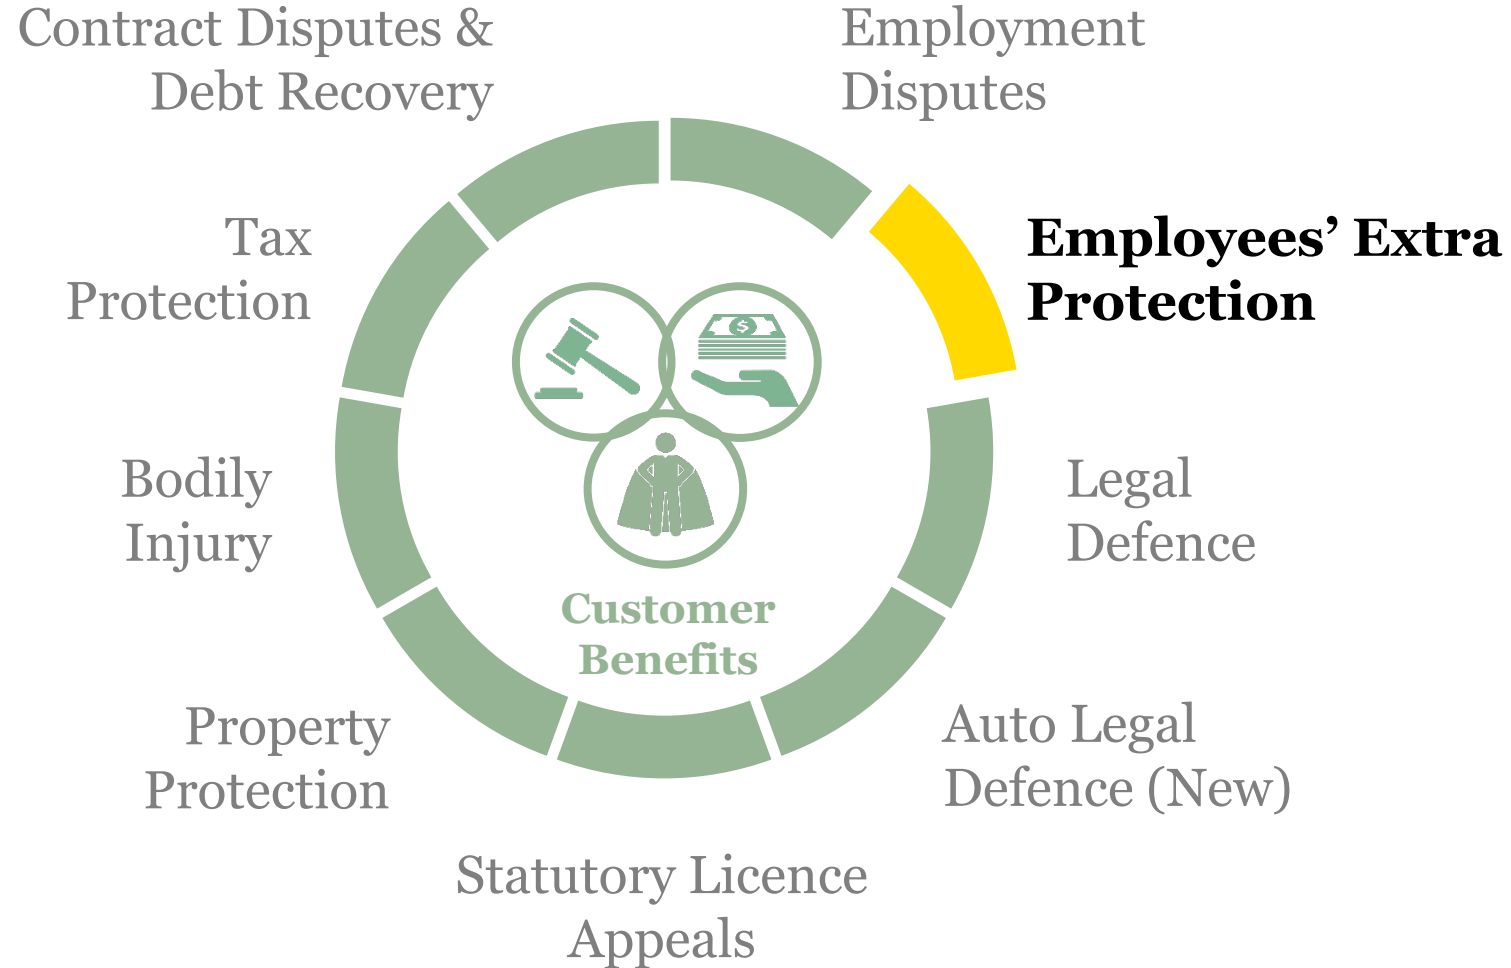 Contract Disputes &
Debt Recovery
Employment
Disputes
Tax
Protection
Employees’ Extra
Protection
Bodily
Injury
Legal
Defence
Customer
Benefits
Property
Protection
Auto Legal
Defence (New)
Statutory Licence
Appeals